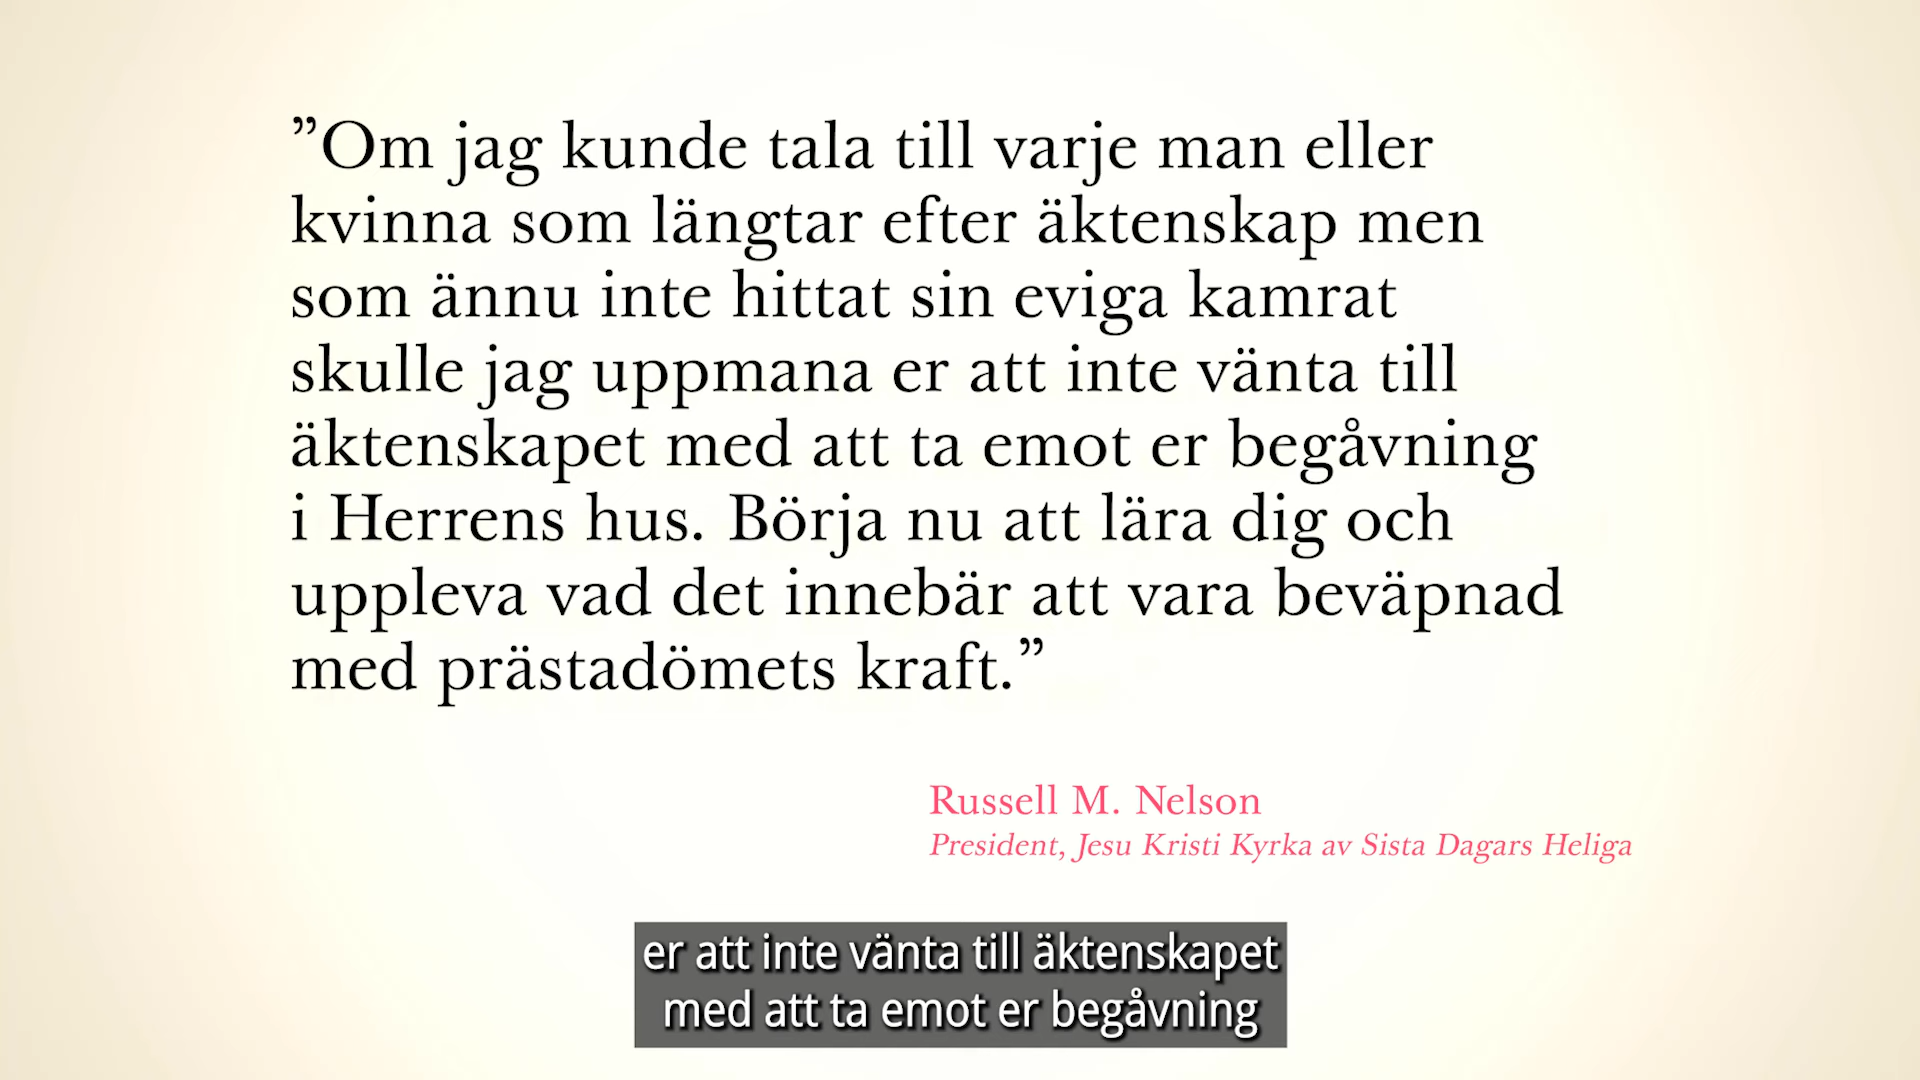 ”Om jag kunde tala till varje man eller
kvinna som längtar efter äktenskap men
som ännu inte hittat sin eviga kamrat
skulle jag uppmana er att inte vänta till
äktenskapet med att ta emot er begåvning
i Herrens hus. Börja nu att lära dig och
uppleva vad det innebär att vara beväpnad
med prästadömets kraft.”
Russell M. Nelson
President, Jesu Kristi Kyrka av Sista Dagars Heliga
er att inte vänta till äktenskapet
med att ta emot er begåvning